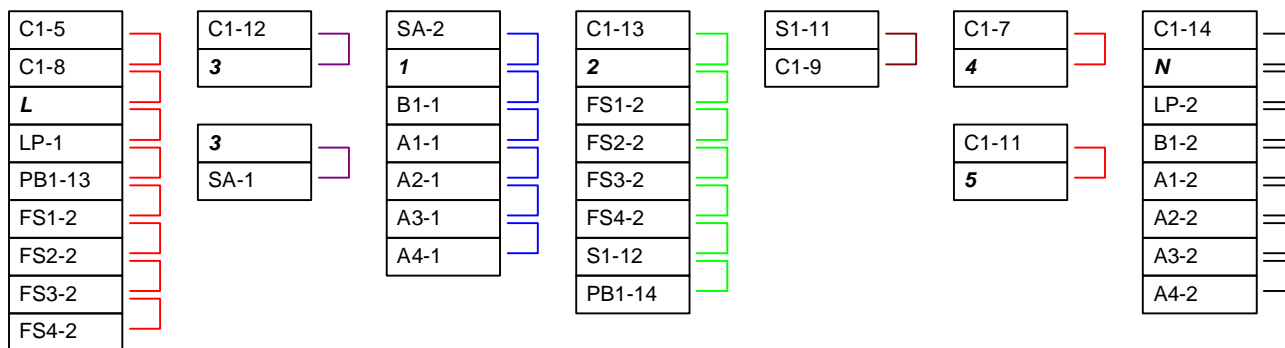 C1-5
C1-8
L
LP-1
PB1-13
FS1-2
FS2-2
FS3-2
FS4-2
C1-12
3
3
SA-1
SA-2
1
B1-1
A1-1
A2-1
A3-1
A4-1
C1-13
2
FS1-2
FS2-2
FS3-2
FS4-2
S1-12
PB1-14
S1-11
C1-9
C1-7
4
C1-11
5
C1-14
N
LP-2
B1-2
A1-2
A2-2
A3-2
A4-2